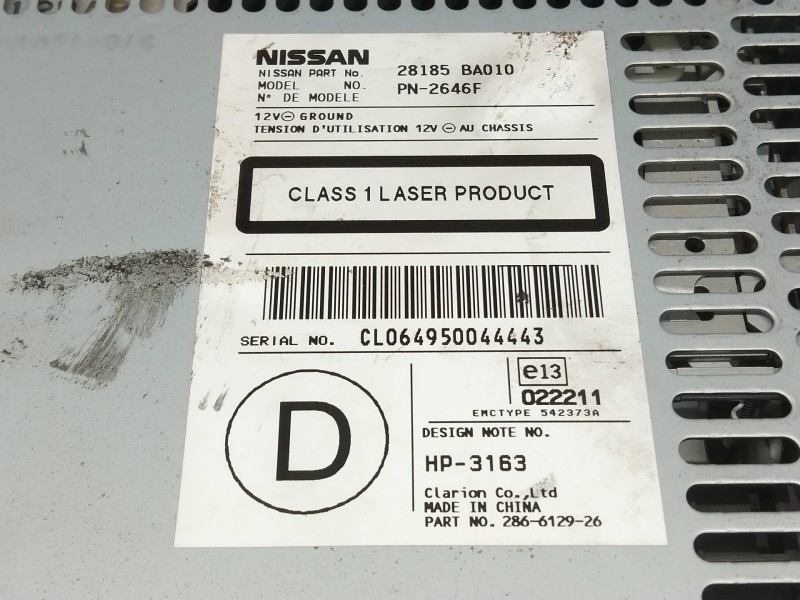 NISSAN
NISSAN PART No. 28185 BA010
MODEL NO. PN-2646F
N° DE MODELE
12V⊖ GROUND
TENSION D'UTILISATION 12V ⊖ AU CHASSIS
CLASS 1 LASER PRODUCT
SERIAL NO. CL064950044443
D
e13
022211
EMCTYPE 542373A
DESIGN NOTE NO.
HP-3163
Clarion Co.,Ltd
MADE IN CHINA
PART NO. 286-6129-26